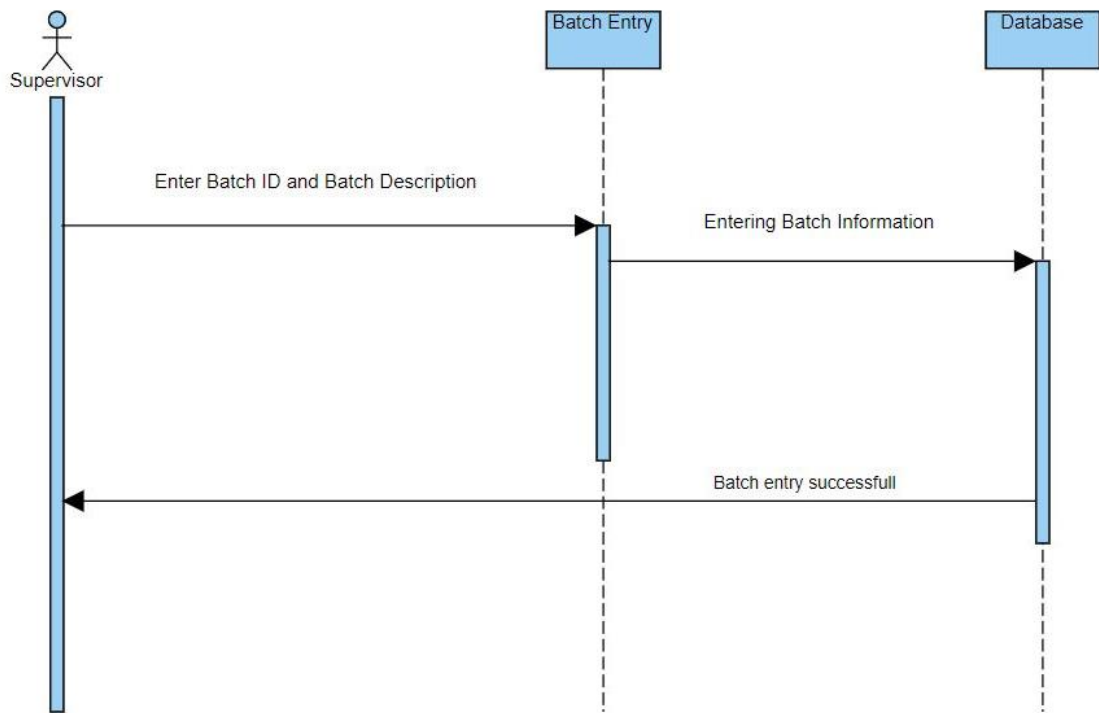 Batch Entry
Database
Supervisor
Enter Batch ID and Batch Description
Entering Batch Information
Batch entry successfull